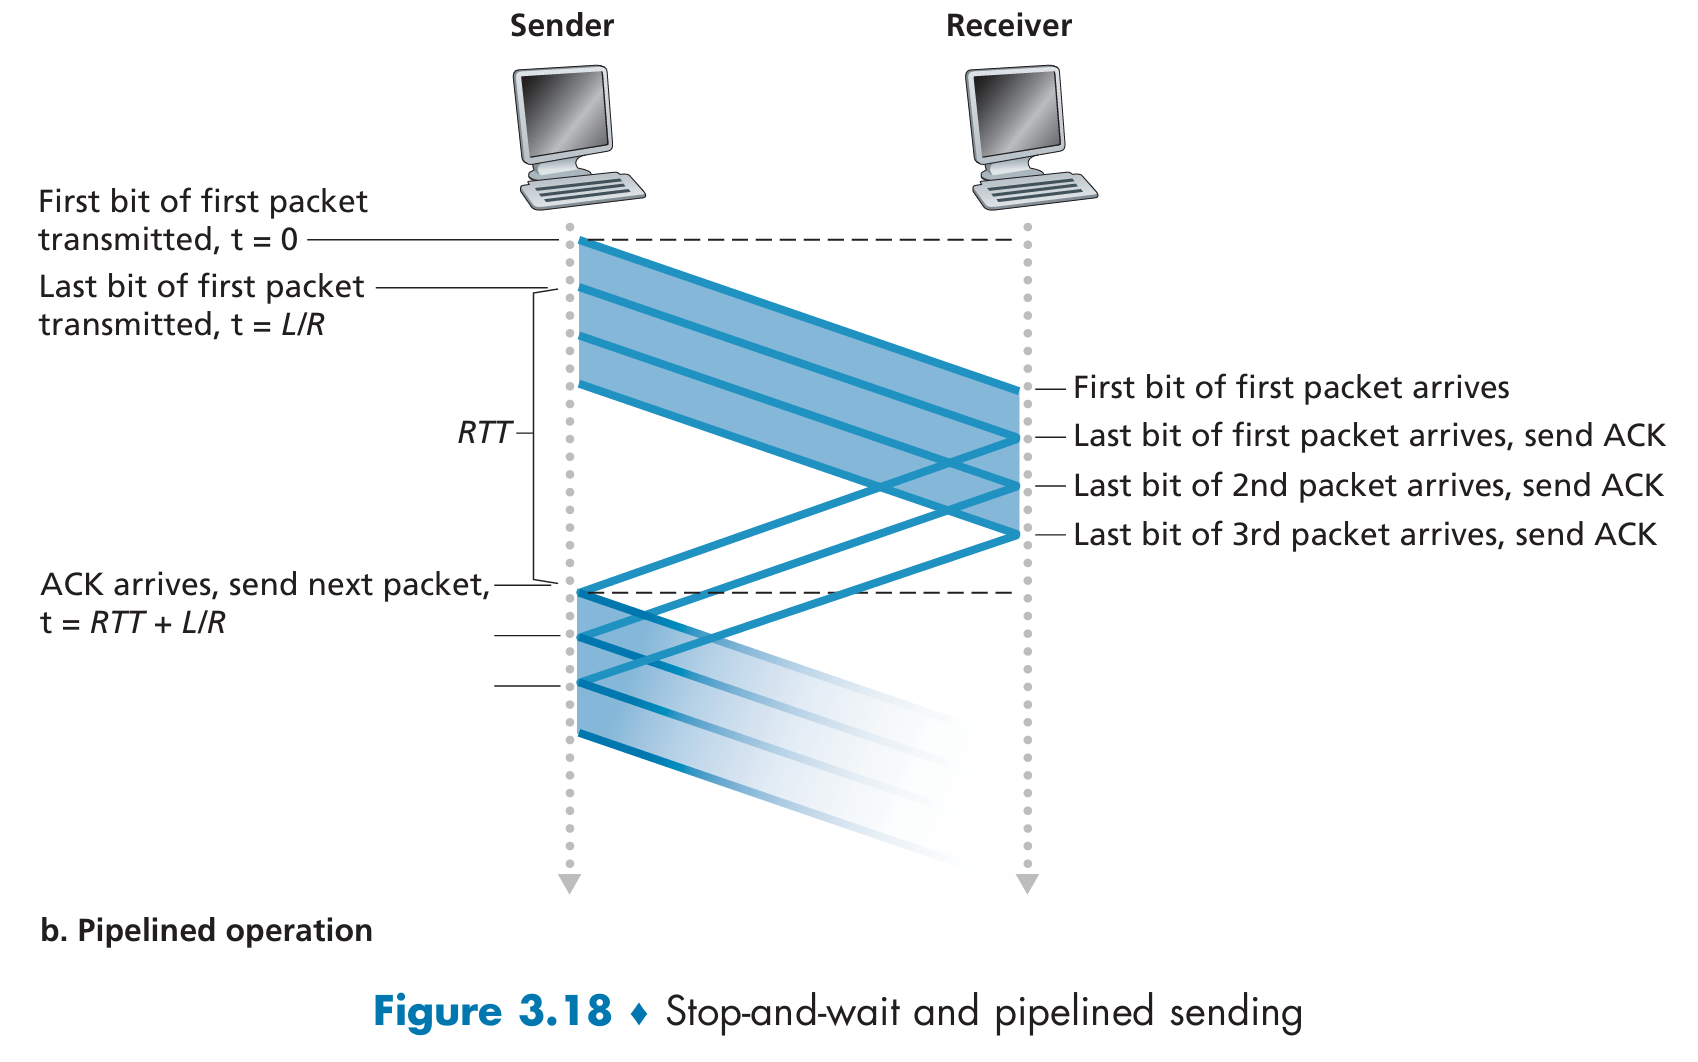 Sender
Receiver
First bit of first packet
transmitted, t = 0
Last bit of first packet
transmitted, t = L/R
First bit of first packet arrives
RTT
Last bit of first packet arrives, send ACK
Last bit of 2nd packet arrives, send ACK
Last bit of 3rd packet arrives, send ACK
ACK arrives, send next packet,
t = RTT + L/R
b. Pipelined operation
Figure 3.18 ♦ Stop-and-wait and pipelined sending